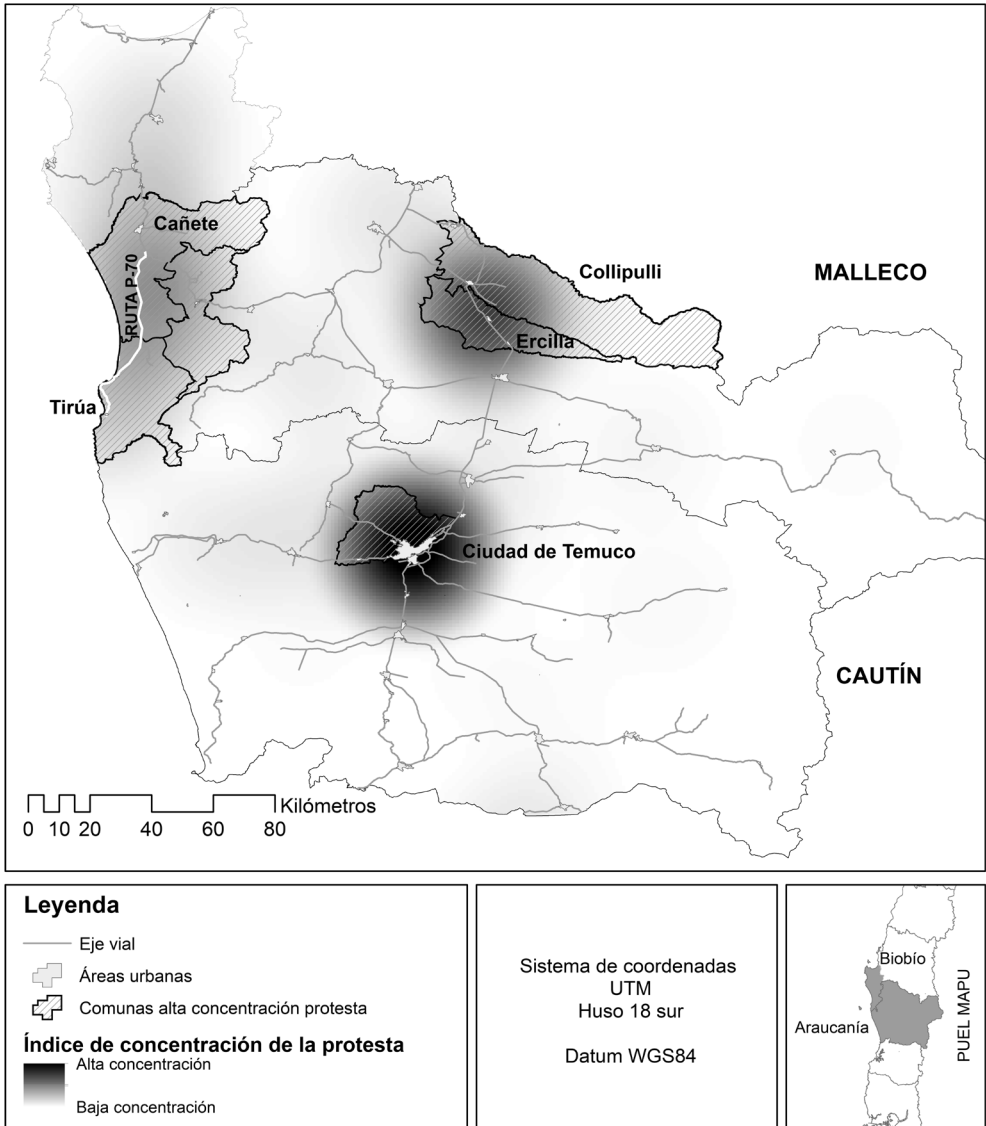 Cañete
RUTA P-70
Tirúa
Collipulli
Ercilla
MALLECO
Ciudad de Temuco
CAUTÍN
Kilómetros
0 10 20 40 60 80
Leyenda
Eje vial
Áreas urbanas
Comunas alta concentración protesta
Índice de concentración de la protesta
Alta concentración
Baja concentración
Sistema de coordenadas
UTM
Huso 18 sur
Datum WGS84
Biobío
Araucanía
PUEL MAPU